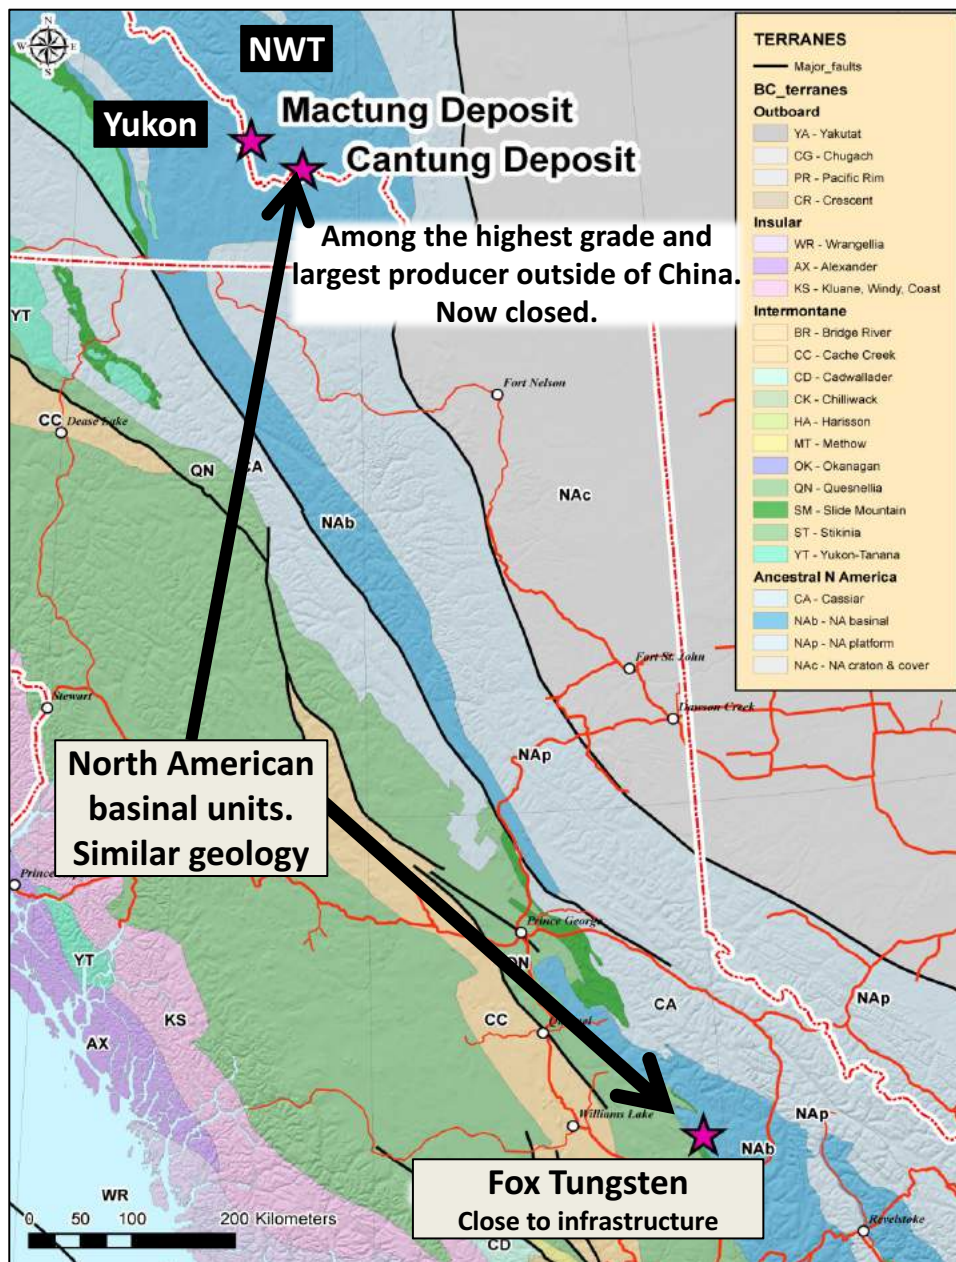 N
W E
S
NWT
Yukon
Mactung Deposit
Cantung Deposit
Among the highest grade and
largest producer outside of China.
Now closed.
TERRANES
Major_faults
BC_terranes
Outboard
YA - Yakutat
CG - Chugach
PR - Pacific Rim
CR - Crescent
Insular
WR - Wrangellia
AX - Alexander
KS - Kluane, Windy, Coast
Intermontane
BR - Bridge River
CC - Cache Creek
CD - Cadwallader
CK - Chilliwack
HA - Harisson
MT - Methow
OK - Okanagan
QN - Quesnellia
SM - Slide Mountain
ST - Stikinia
YT - Yukon-Tanana
Ancestral N America
CA - Cassiar
NAb - NA basinal
NAp - NA platform
NAc - NA craton & cover
YT
Fort Nelson
CC
Dease Lake
QN
CA
NAc
NAb
Fort St. John
Stewart
Dawson Creek
North American
basinal units.
Similar geology
NAp
Prince
Prince George
QN
YT
KS
CC
CA
NAp
AX
Williams Lake
NAp
NAb
Fox Tungsten
Close to infrastructure
WR
0 50 100 200 Kilometers
CD
Revelstoke